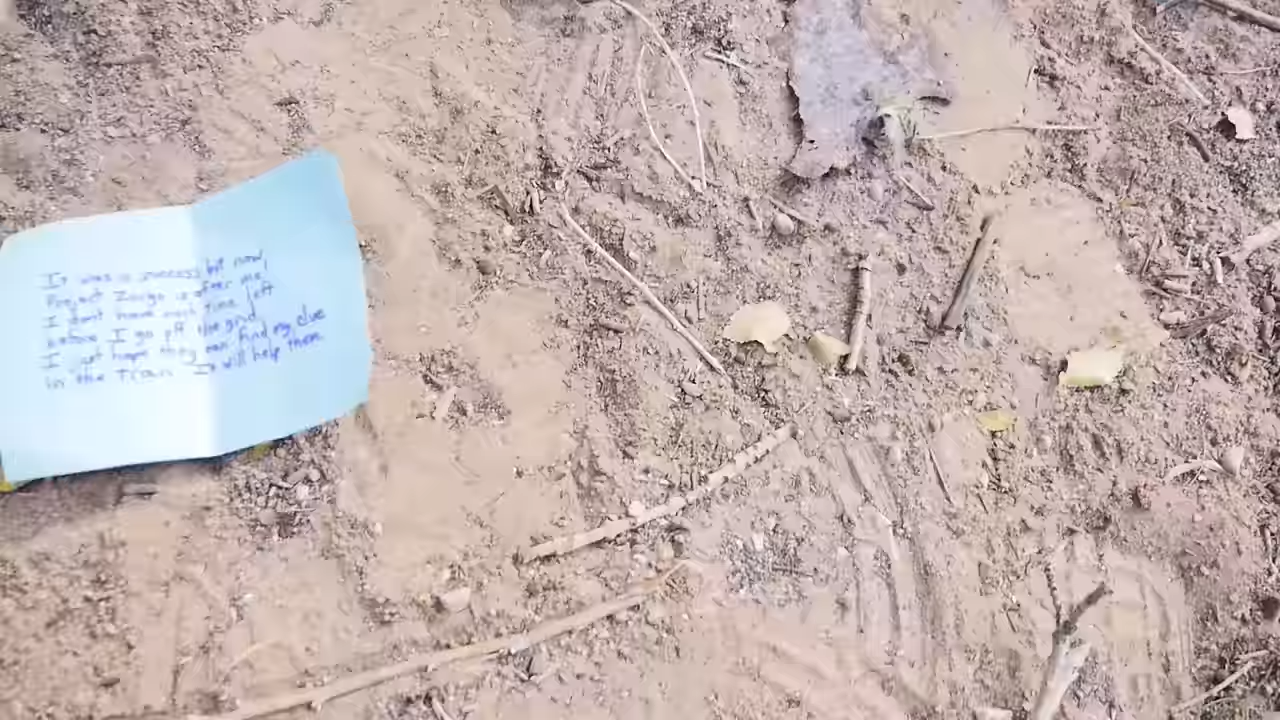 It was a success, but now
Project Zorgo is after me!
I don't have much time left
before I go off the grid.
I just hope they can find my clue
in the Train. It will help them.